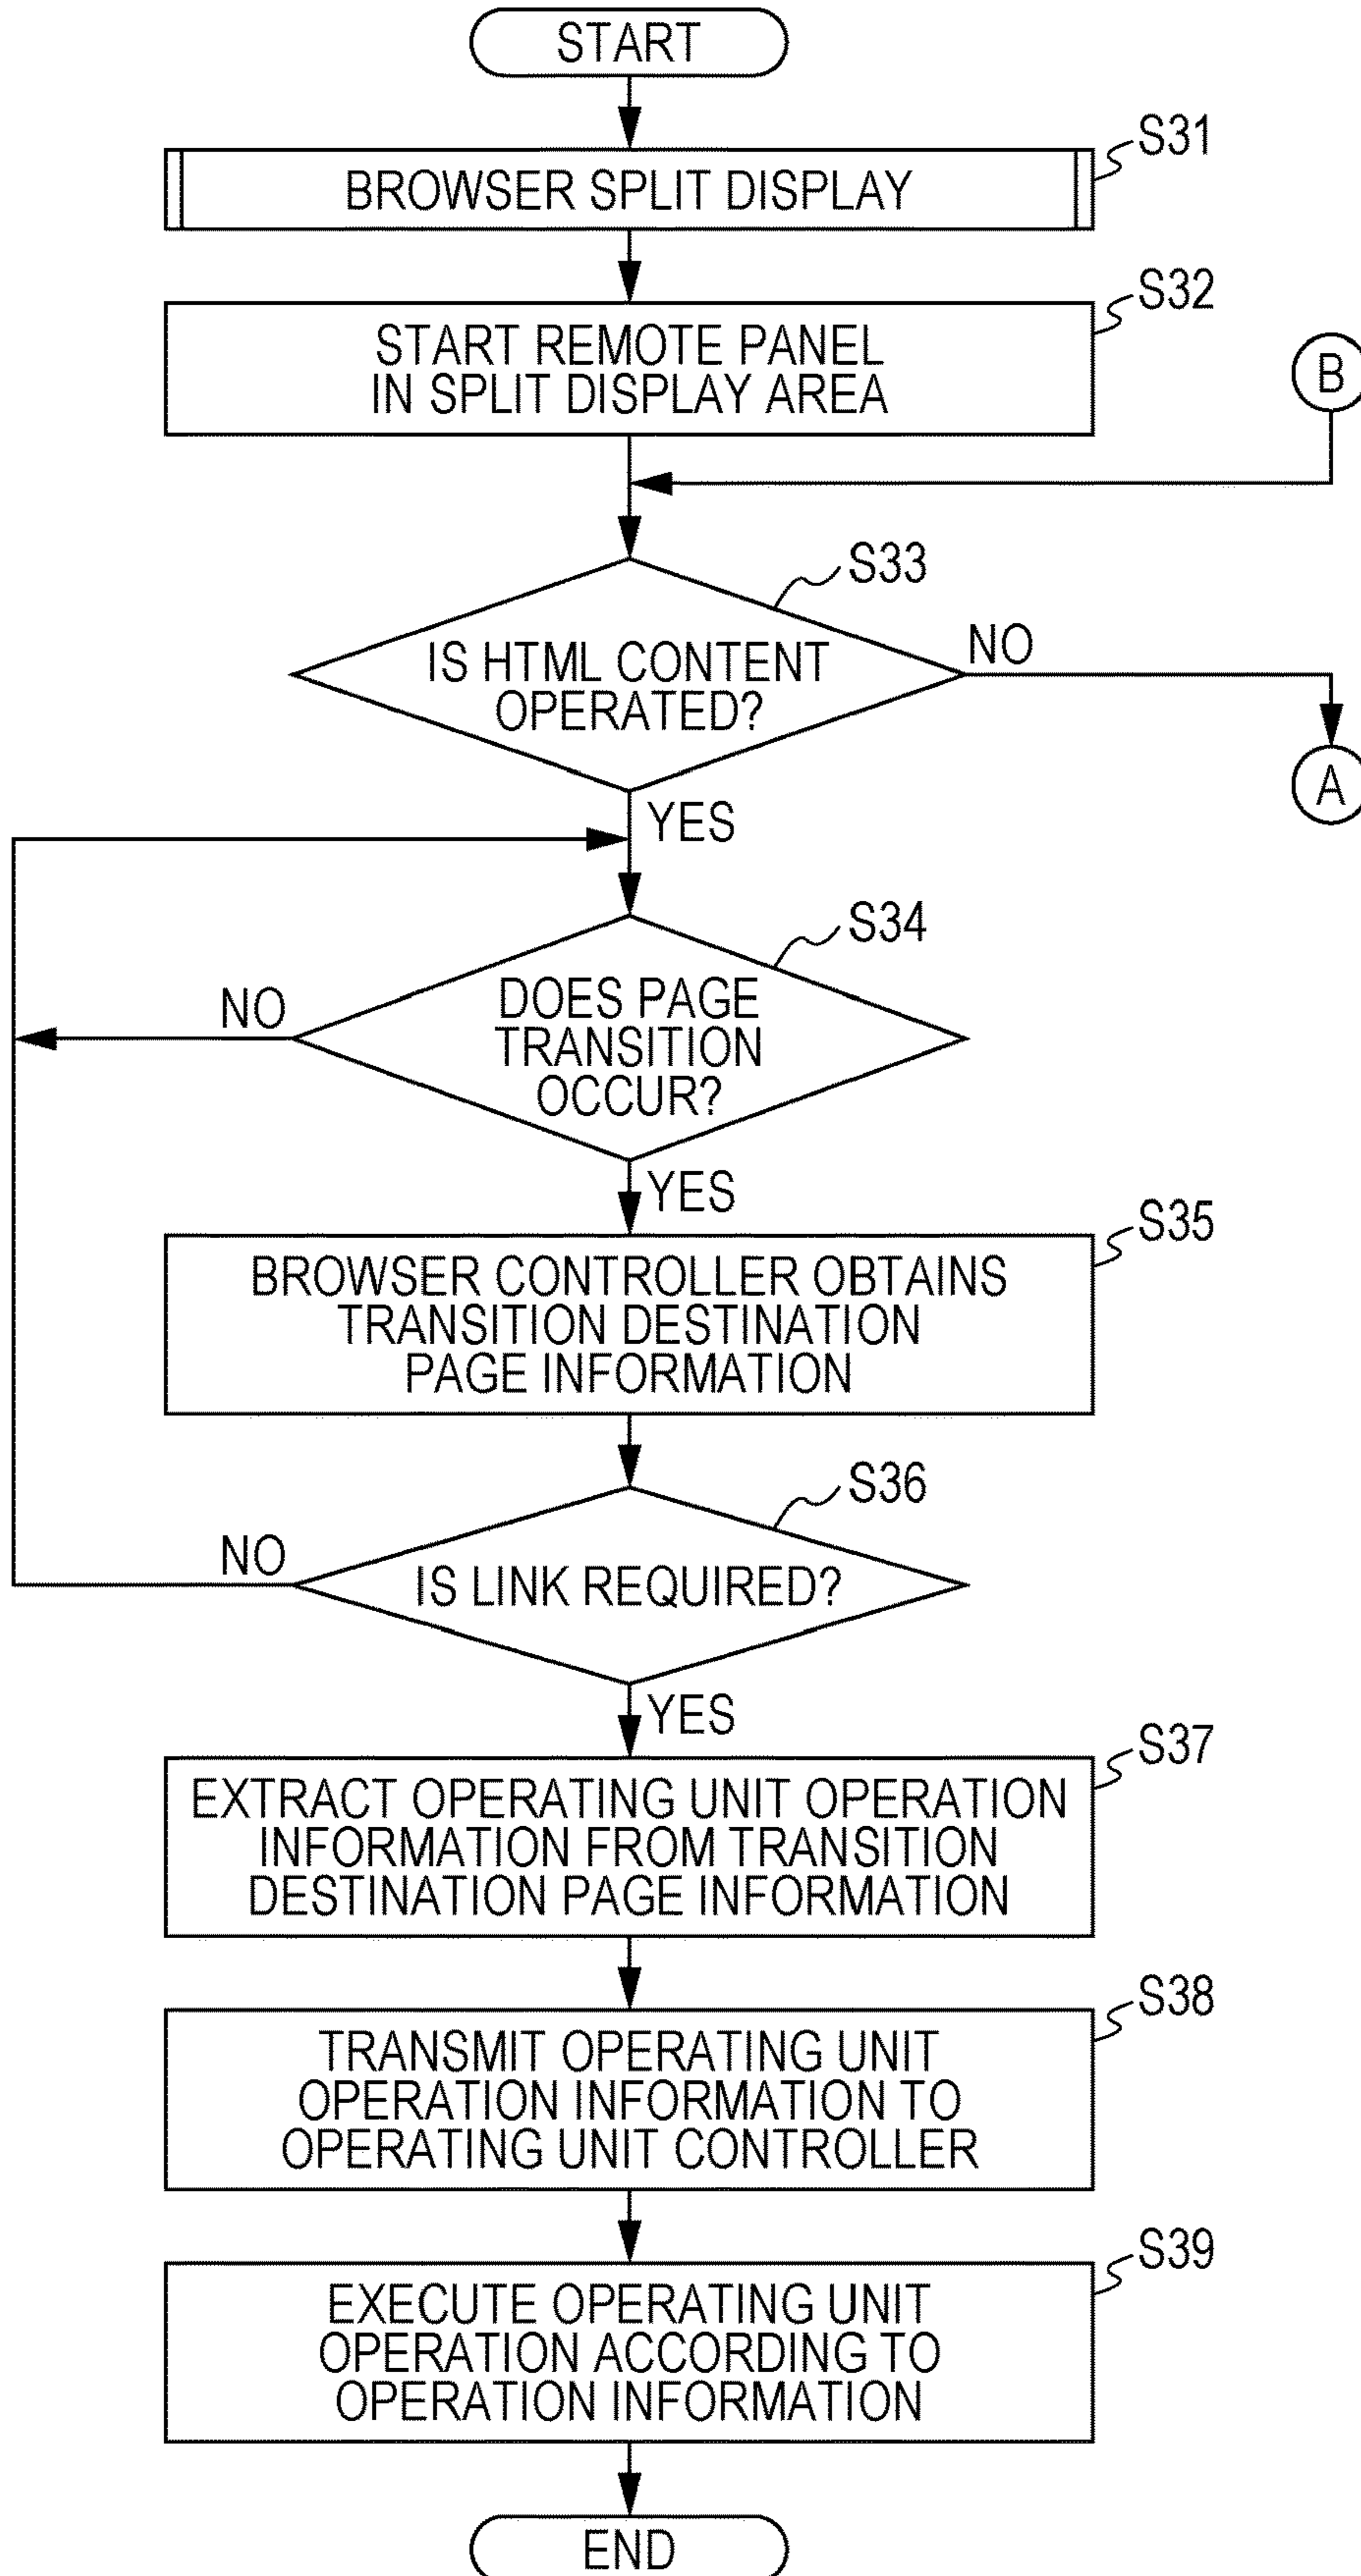 START
S31
BROWSER SPLIT DISPLAY
S32
START REMOTE PANEL
IN SPLIT DISPLAY AREA
B
S33
IS HTML CONTENT
OPERATED?
NO
A
YES
S34
DOES PAGE
TRANSITION
OCCUR?
NO
YES
S35
BROWSER CONTROLLER OBTAINS
TRANSITION DESTINATION
PAGE INFORMATION
S36
NO
IS LINK REQUIRED?
YES
S37
EXTRACT OPERATING UNIT OPERATION
INFORMATION FROM TRANSITION
DESTINATION PAGE INFORMATION
S38
TRANSMIT OPERATING UNIT
OPERATION INFORMATION TO
OPERATING UNIT CONTROLLER
S39
EXECUTE OPERATING UNIT
OPERATION ACCORDING TO
OPERATION INFORMATION
END